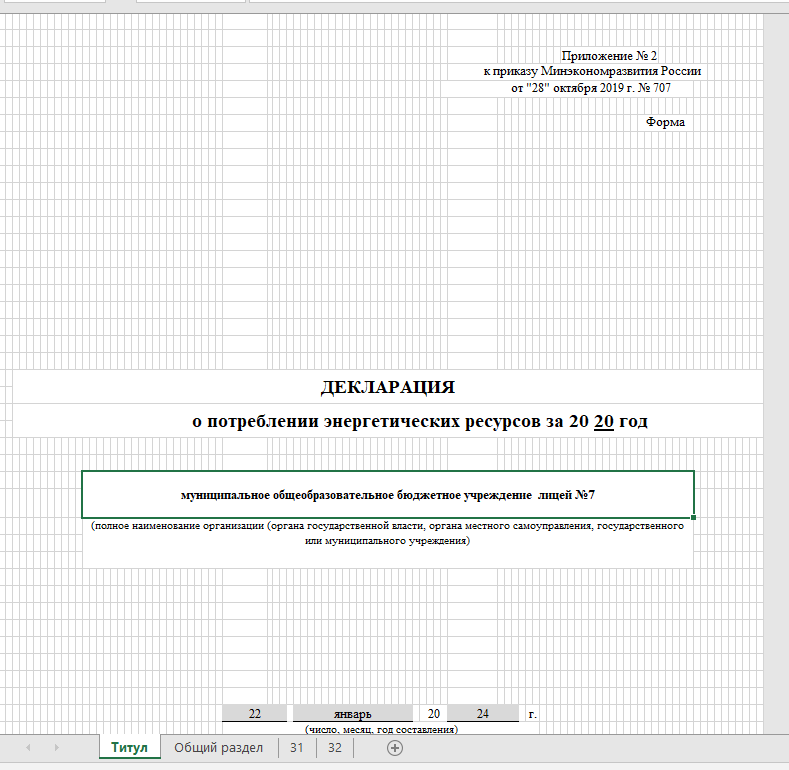 Приложение № 2
к приказу Минэкономразвития России
от "28" октября 2019 г. № 707
Форма
ДЕКЛАРАЦИЯ
о потреблении энергетических ресурсов за 20 20 год
муниципальное общеобразовательное бюджетное учреждение лицей №7
(полное наименование организации (органа государственной власти, органа местного самоуправления, государственного
или муниципального учреждения)
22 январь 20 24 г.
(число, месяц, год составления)
Титул Общий раздел 31 32